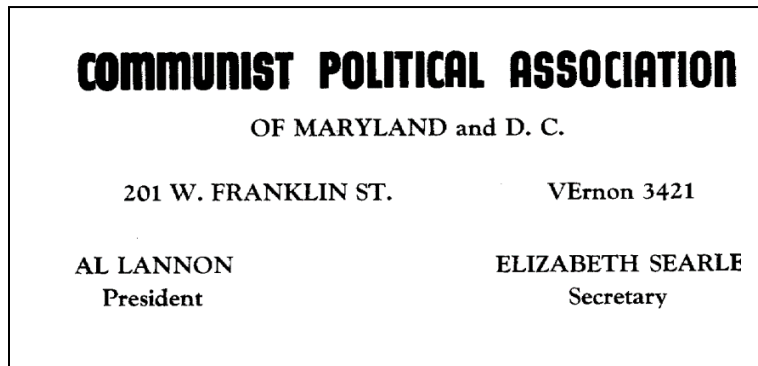 COMMUNIST POLITICAL ASSOCIATION
OF MARYLAND and D. C.
201 W. FRANKLIN ST. VErnon 3421
AL LANNON ELIZABETH SEARLE
President Secretary